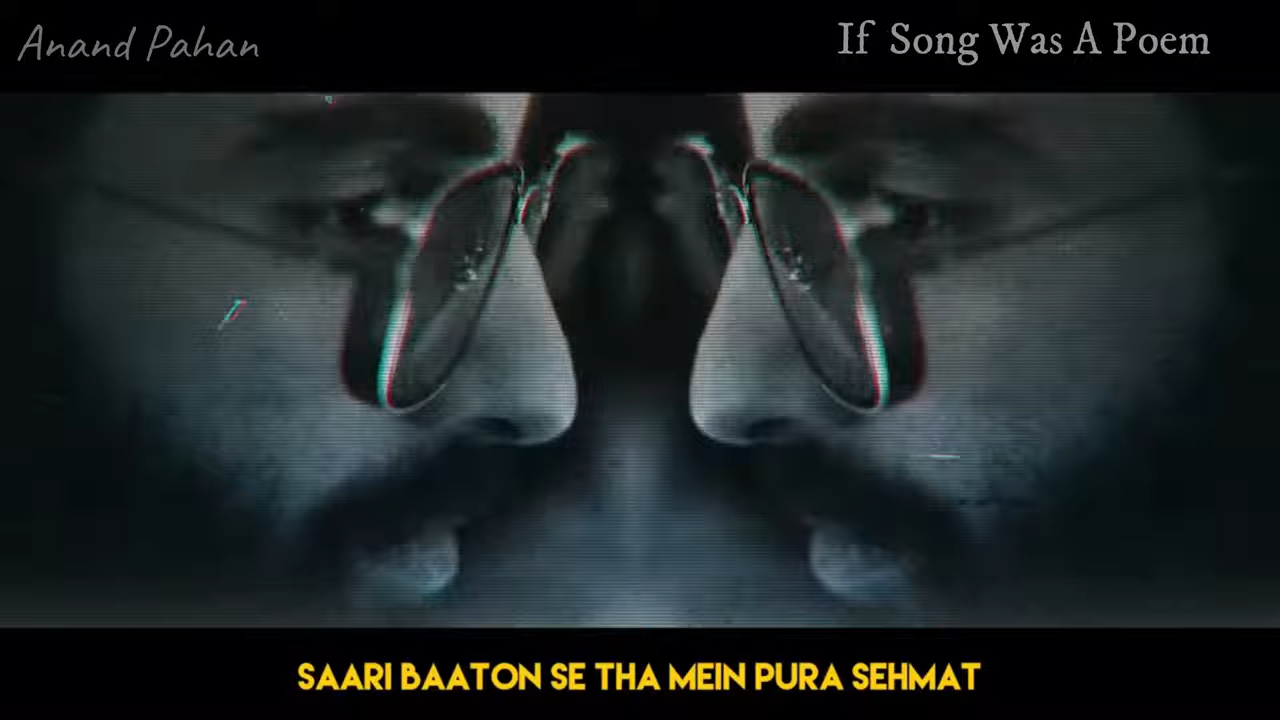 Anand Pahan
If Song Was A Poem
SAARI BAATON SE THA MEIN PURA SEHMAT